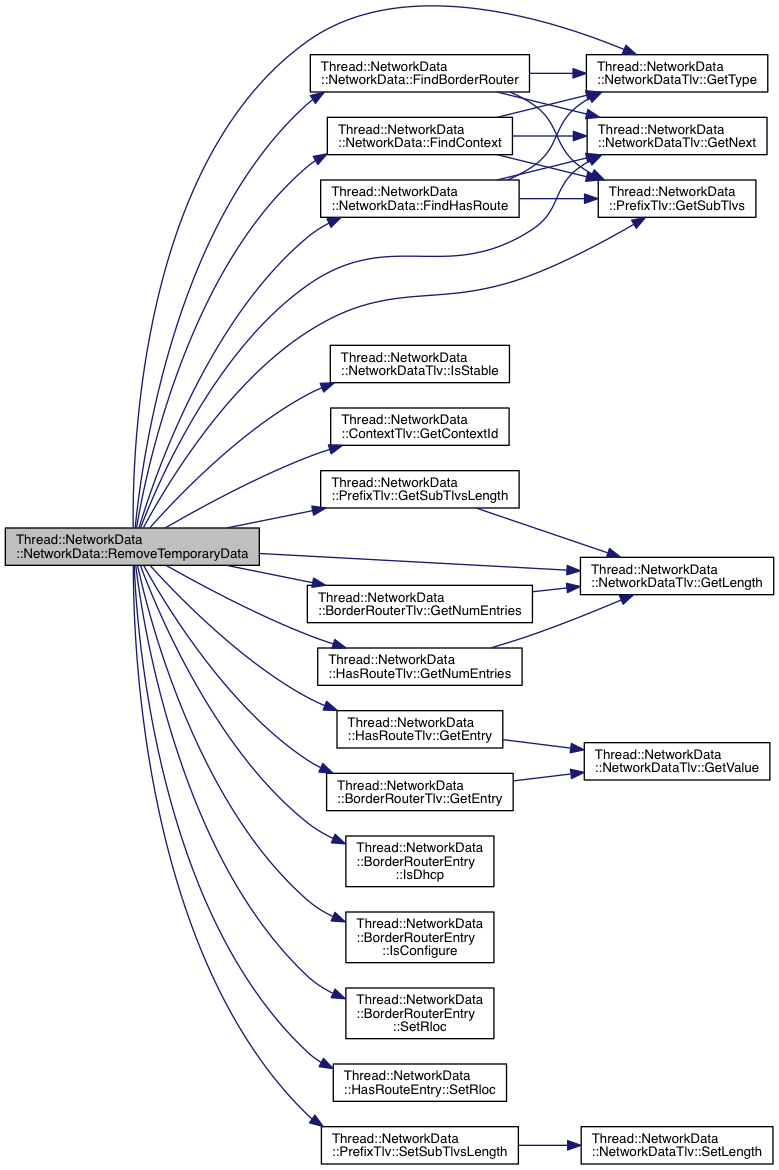 Thread::NetworkData
::NetworkData::RemoveTemporaryData
Thread::NetworkData
::NetworkData::FindBorderRouter
Thread::NetworkData
::NetworkData::FindContext
Thread::NetworkData
::NetworkData::FindHasRoute
Thread::NetworkData
::NetworkDataTlv::GetType
Thread::NetworkData
::NetworkDataTlv::GetNext
Thread::NetworkData
::PrefixTlv::GetSubTlvs
Thread::NetworkData
::NetworkDataTlv::IsStable
Thread::NetworkData
::ContextTlv::GetContextId
Thread::NetworkData
::PrefixTlv::GetSubTlvsLength
Thread::NetworkData
::NetworkDataTlv::GetLength
Thread::NetworkData
::BorderRouterTlv::GetNumEntries
Thread::NetworkData
::HasRouteTlv::GetNumEntries
Thread::NetworkData
::HasRouteTlv::GetEntry
Thread::NetworkData
::NetworkDataTlv::GetValue
Thread::NetworkData
::BorderRouterTlv::GetEntry
Thread::NetworkData
::BorderRouterEntry
::IsDhcp
Thread::NetworkData
::BorderRouterEntry
::IsConfigure
Thread::NetworkData
::BorderRouterEntry
::SetRloc
Thread::NetworkData
::HasRouteEntry::SetRloc
Thread::NetworkData
::PrefixTlv::SetSubTlvsLength
Thread::NetworkData
::NetworkDataTlv::SetLength